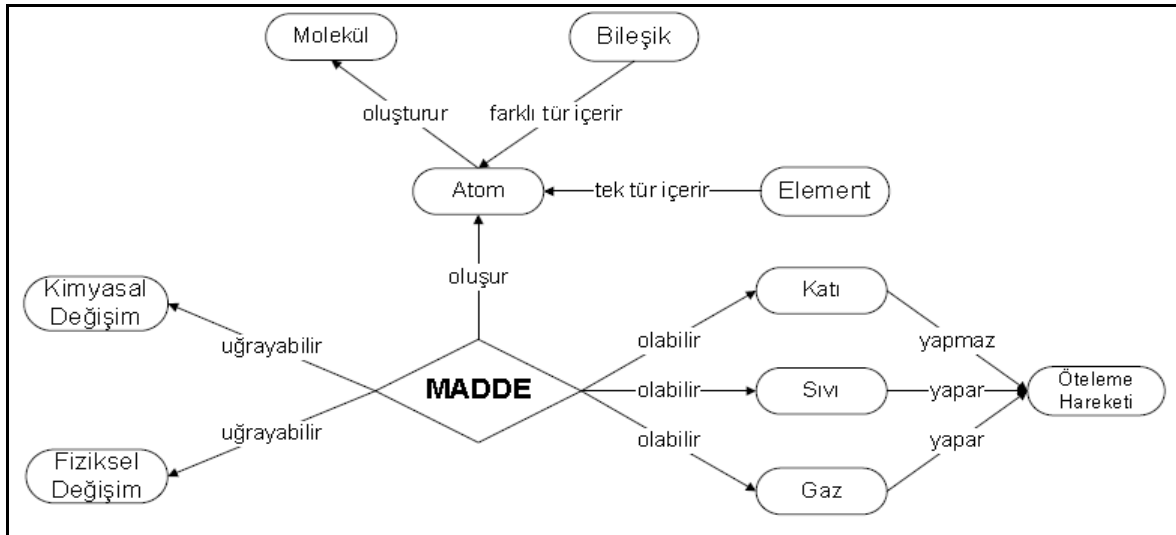 Molekül
Bileşik
oluşturur
farklı tür içerir
Atom
tek tür içerir
Element
oluşur
Kimyasal
Değişim
Katı
uğrayabilir
olabilir
yapmaz
MADDE
olabilir
Sıvı
yapar
Öteleme
Hareketi
uğrayabilir
olabilir
yapar
Fiziksel
Değişim
Gaz